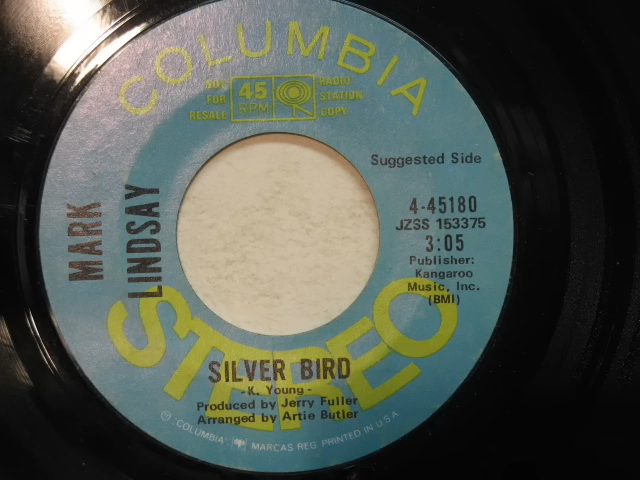 COLUMBIA
NOT FOR RESALE
45 RPM
RADIO STATION COPY
Suggested Side
MARK LINDSAY
4-45180
JZSS 153375
3:05
Publisher:
Kangaroo
Music, Inc.
(BMI)
STEREO
SILVER BIRD
-K. Young-
Produced by Jerry Fuller
Arranged by Artie Butler
"COLUMBIA" MARCAS REG. PRINTED IN U.S.A.